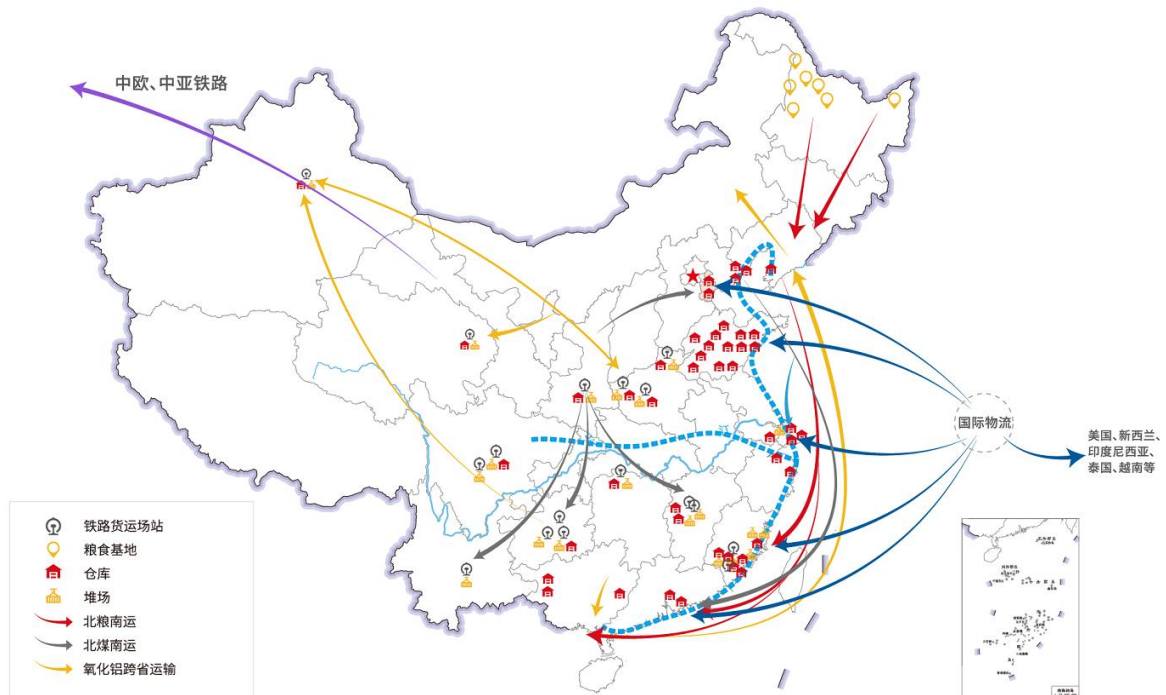 中欧、中亚铁路
国际物流
美国、新西兰、
印度尼西亚、
泰国、越南等
铁路货运场站
粮食基地
仓库
堆场
北粮南运
北煤南运
氧化铝跨省运输